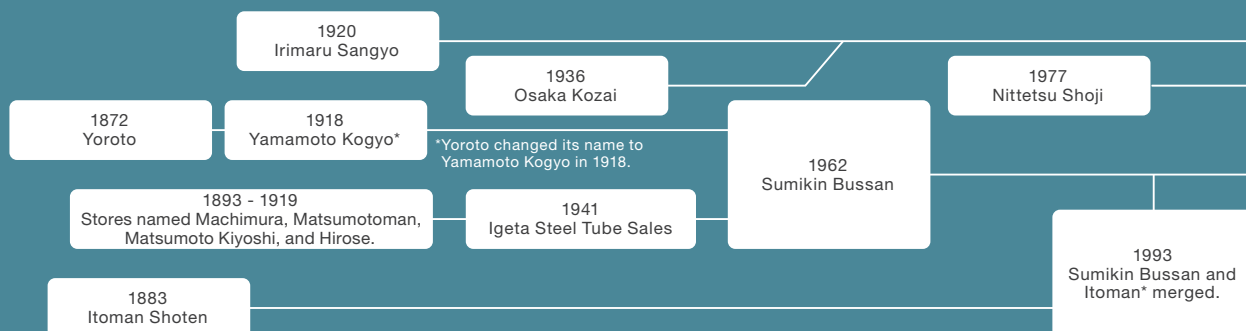 1920
Irimaru Sangyo
1936
Osaka Kozai
1977
Nittetsu Shoji
1872
Yoroto
1918
Yamamoto Kogyo*
*Yoroto changed its name to
Yamamoto Kogyo in 1918.
1962
Sumikin Bussan
1893 - 1919
Stores named Machimura, Matsumotoman,
Matsumoto Kiyoshi, and Hirose.
1941
Igeta Steel Tube Sales
1993
Sumikin Bussan and
Itoman* merged.
1883
Itoman Shoten